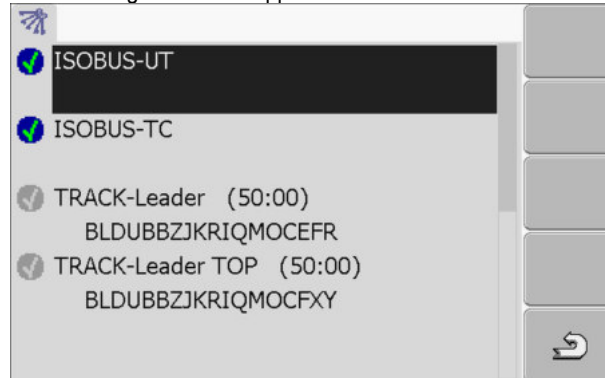 ISOBUS-UT
ISOBUS-TC
TRACK-Leader (50:00)
BLDUBBZJKRIQMOCEFR
TRACK-Leader TOP (50:00)
BLDUBBZJKRIQMOCFXY